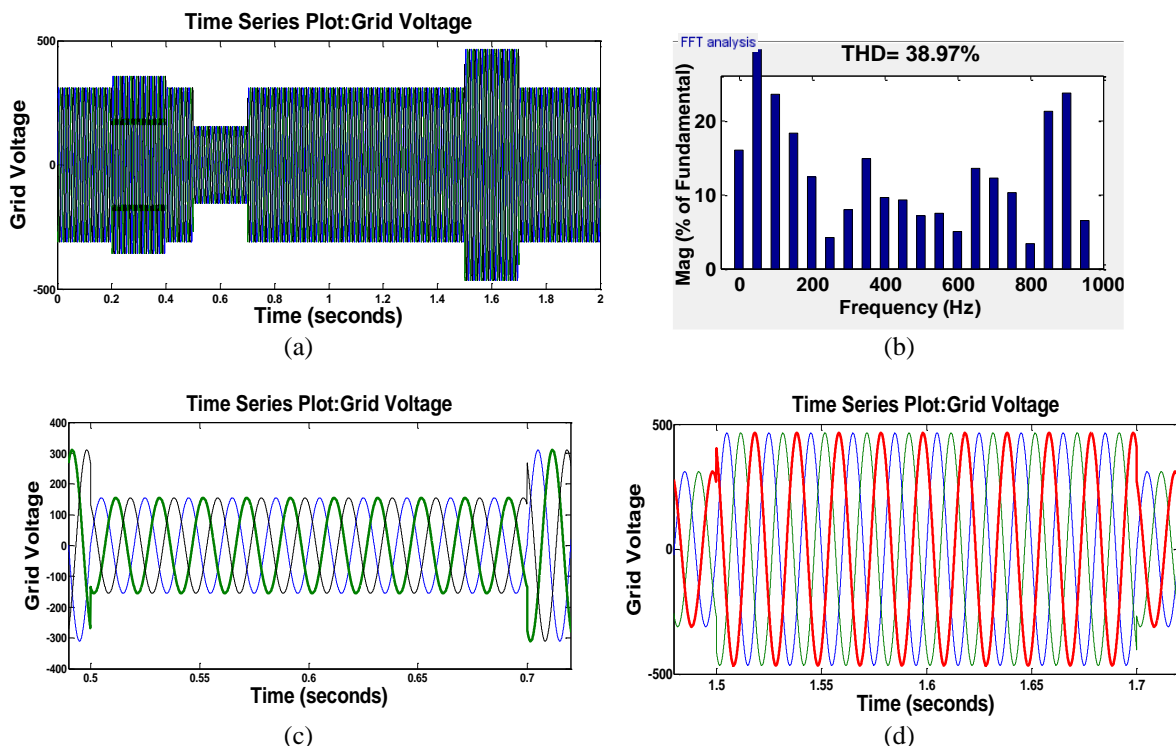 Time Series Plot:Grid Voltage
Grid Voltage
500
0
-500
0 0.2 0.4 0.6 0.8 1 1.2 1.4 1.6 1.8 2
Time (seconds)
(a)
FFT analysis
THD= 38.97%
Mag (% of Fundamental)
20
10
0
0 200 400 600 800 1000
Frequency (Hz)
(b)
Time Series Plot:Grid Voltage
Grid Voltage
400
300
200
100
0
-100
-200
-300
-400
0.5 0.55 0.6 0.65 0.7
Time (seconds)
(c)
Time Series Plot:Grid Voltage
Grid Voltage
500
0
-500
1.5 1.55 1.6 1.65 1.7
Time (seconds)
(d)